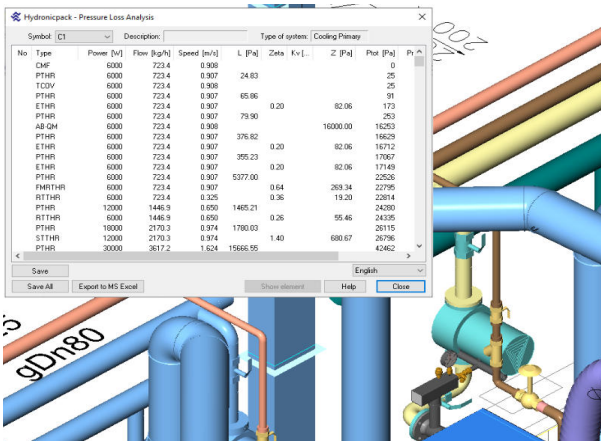 Hydronicpack - Pressure Loss Analysis
Symbol: C1 Description: Type of system: Cooling Primary
No Type Power [W] Flow [kg/h] Speed [m/s] L [Pa] Zeta Kv [... Z [Pa] Ptot [Pa] Pr
CMF 6000 723.4 0.908 0
PTHR 6000 723.4 0.907 24.83 25
TCOV 6000 723.4 0.908 25
PTHR 6000 723.4 0.907 65.86 91
ETHR 6000 723.4 0.907 0.20 82.06 173
PTHR 6000 723.4 0.907 79.90 253
AB-QM 6000 723.4 0.908 16000.00 16253
PTHR 6000 723.4 0.907 376.82 16629
ETHR 6000 723.4 0.907 0.20 82.06 16712
PTHR 6000 723.4 0.907 355.23 17067
ETHR 6000 723.4 0.907 0.20 82.06 17149
PTHR 6000 723.4 0.907 5377.00 22526
FMRTHR 6000 723.4 0.907 0.64 269.34 22795
RTTHR 6000 723.4 0.325 0.36 19.20 22814
PTHR 12000 1446.9 0.650 1465.21 24280
RTTHR 6000 1446.9 0.650 0.26 55.46 24335
PTHR 18000 2170.3 0.974 1780.03 26115
STTHR 12000 2170.3 0.974 1.40 680.67 26796
PTHR 30000 3617.2 1.624 15666.55 42462
Save English
Save All Export to MS Excel Show element Help Close
200
gDn80